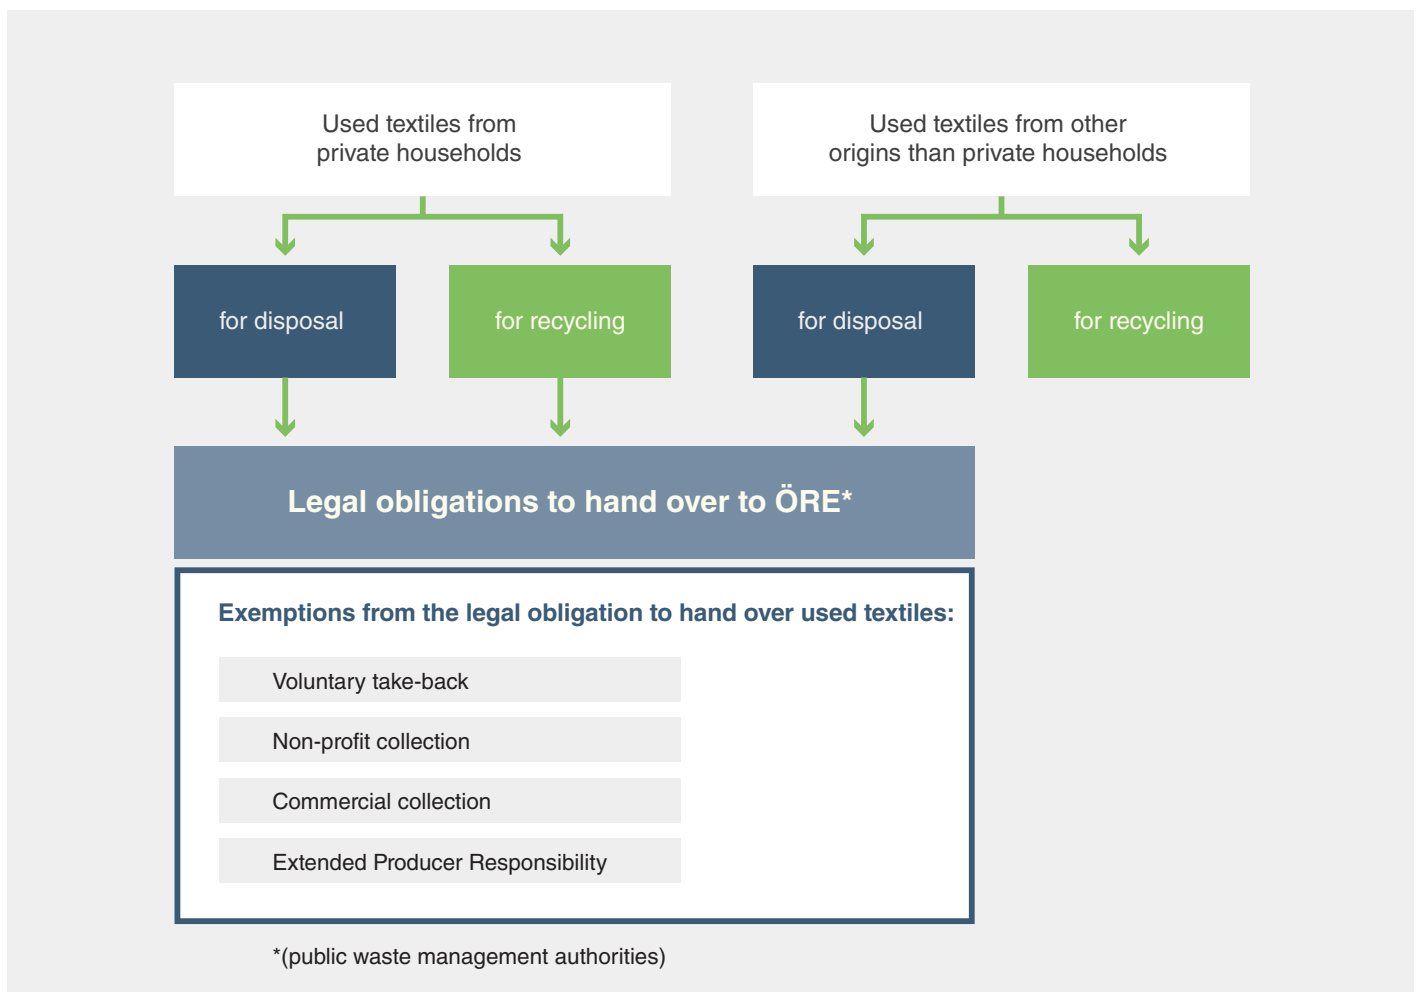 Used textiles from
private households
Used textiles from other
origins than private households
for disposal
for recycling
for disposal
for recycling
Legal obligations to hand over to ÖRE*
Exemptions from the legal obligation to hand over used textiles:
Voluntary take-back
Non-profit collection
Commercial collection
Extended Producer Responsibility
*(public waste management authorities)